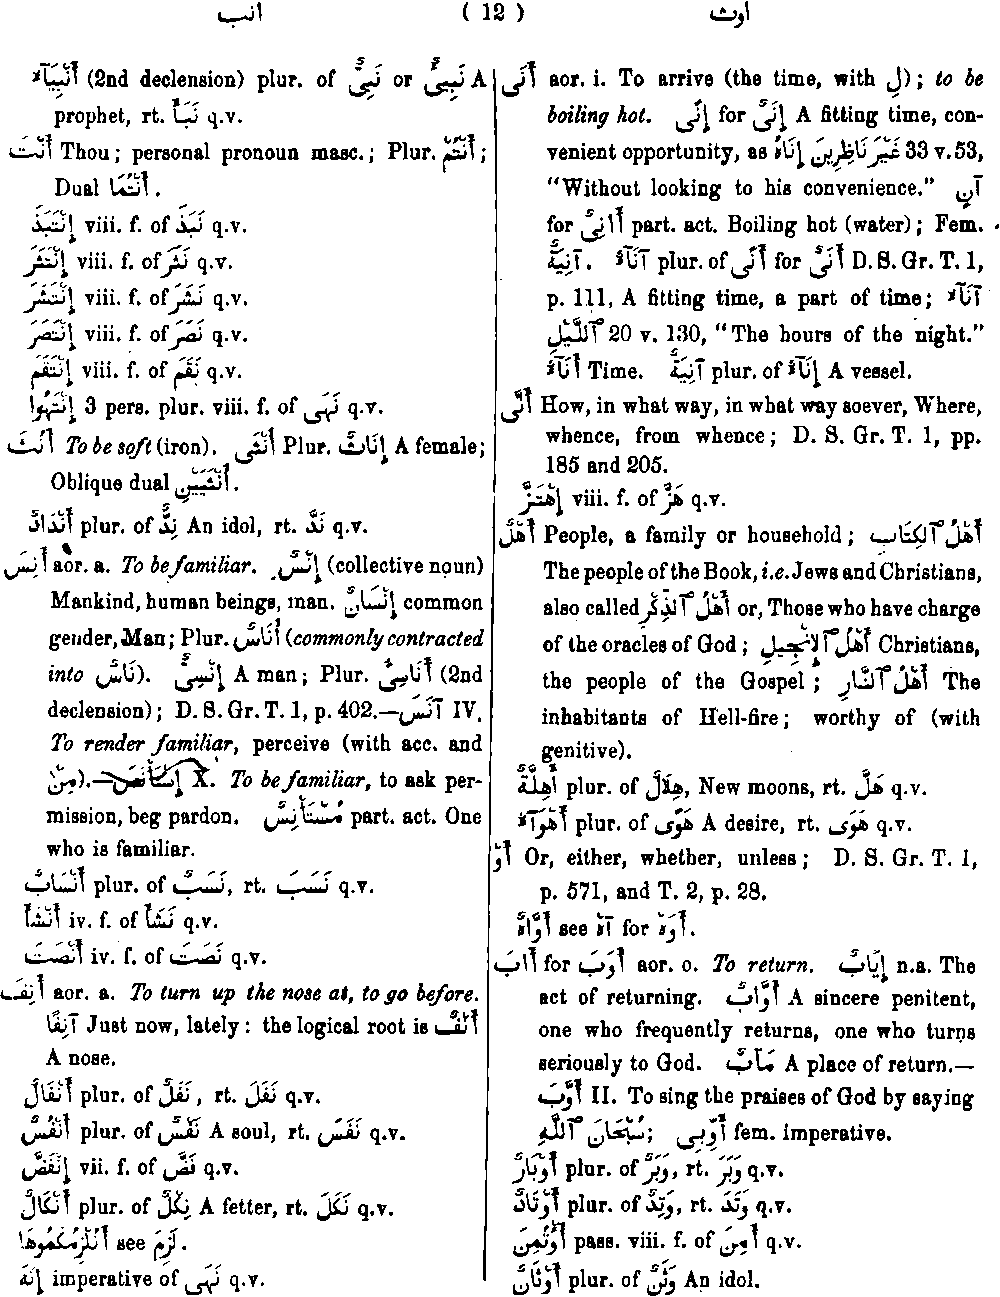 انب ( 12 ) اوث
أَنْبِيَآءُ (2nd declension) plur. of نَبِيٌّ or نَبِيٌّ A
prophet, rt. نَبَأَ q.v.
أَنْتَ Thou; personal pronoun masc.; Plur. أَنْتُمْ;
Dual أَنْتُمَا.
إِنْتَبَذَ viii. f. of نَبَذَ q.v.
إِنْتَثَرَ viii. f. of نَثَرَ q.v.
إِنْتَشَرَ viii. f. of نَشَرَ q.v.
إِنْتَصَرَ viii. f. of نَصَرَ q.v.
إِنْتَقَمَ viii. f. of نَقَمَ q.v.
إِنْتَهَوْا 3 pers. plur. viii. f. of نَهَى q.v.
أَنُثَ To be soft (iron). أُنْثَى Plur. إِنَاثٌ A female;
Oblique dual أُنْثَيَيْنِ.
أَنْدَادٌ plur. of نِدٌّ An idol, rt. نَدَّ q.v.
أَنِسَ aor. a. To be familiar. إِنْسٌ (collective noun)
Mankind, human beings, man. إِنْسَانٌ common
gender, Man; Plur. أُنَاسٌ (commonly contracted
into نَاسٌ). إِنْسِيٌّ A man; Plur. أَنَاسِيُّ (2nd
declension); D. S. Gr. T. 1, p. 402.—آنَسَ IV.
To render familiar, perceive (with acc. and
مِنْ).—إِسْتَأْنَسَ X. To be familiar, to ask per-
mission, beg pardon. مُسْتَأْنِسٌ part. act. One
who is familiar.
أَنْسَابٌ plur. of نَسَبٌ, rt. نَسَبَ q.v.
أَنْشَأَ iv. f. of نَشَأَ q.v.
أَنْصَتَ iv. f. of نَصَتَ q.v.
أَنِفَ aor. a. To turn up the nose at, to go before.
آنِفًا Just now, lately: the logical root is أَنْفٌ
A nose.
أَنْفَالٌ plur. of نَفَلٌ, rt. نَفَلَ q.v.
أَنْفُسٌ plur. of نَفْسٌ A soul, rt. نَفَسَ q.v.
إِنْفَضَّ vii. f. of نَضَّ q.v.
أَنْكَالٌ plur. of نِكْلٌ A fetter, rt. نَكَلَ q.v.
أَنُلْزِمُكُمُوهَا see لَزِمَ.
إِنْهَ imperative of نَهَى q.v.
أَنَى aor. i. To arrive (the time, with لِ); to be
boiling hot. إِنًى for إِنَىٌ A fitting time, con-
venient opportunity, as غَيْرَ نَاظِرِينَ إِنَاهُ 33 v. 53,
"Without looking to his convenience." آنٍ
for أَانِىٌ part. act. Boiling hot (water); Fem.
آنِيَةٌ. آنَآءٌ plur. of أَنًى for أَنَىٌ D. S. Gr. T. 1,
p. 111, A fitting time, a part of time; آنَآءَ
ٱللَّيْلِ 20 v. 130, "The hours of the night."
أَنَآءٌ Time. آنِيَةٌ plur. of إِنَآءٌ A vessel.
أَنَّى How, in what way, in what way soever, Where,
whence, from whence; D. S. Gr. T. 1, pp.
185 and 205.
إِهْتَزَّ viii. f. of هَزَّ q.v.
أَهْلٌ People, a family or household; أَهْلُ ٱلْكِتَابِ
The people of the Book, i.e. Jews and Christians,
also called أَهْلُ ٱلذِّكْرِ or, Those who have charge
of the oracles of God; أَهْلُ ٱلْإِنْجِيلِ Christians,
the people of the Gospel; أَهْلُ ٱلنَّارِ The
inhabitants of Hell-fire; worthy of (with
genitive).
أَهِلَّةٌ plur. of هِلَالٌ, New moons, rt. هَلَّ q.v.
أَهْوَآءٌ plur. of هَوًى A desire, rt. هَوَى q.v.
أَوْ Or, either, whether, unless; D. S. Gr. T. 1,
p. 571, and T. 2, p. 28.
أَوَّاهٌ see آهَ for أَوَهَ.
أَابَ for أَوَبَ aor. o. To return. إِيَابٌ n.a. The
act of returning. أَوَّابٌ A sincere penitent,
one who frequently returns, one who turns
seriously to God. مَآبٌ A place of return.—
أَوَّبَ II. To sing the praises of God by saying
سُبْحَانَ ٱللّٰهِ; أَوِّبِي fem. imperative.
أَوْبَارٌ plur. of وَبَرٌ, rt. وَبَرَ q.v.
أَوْتَادٌ plur. of وَتِدٌ, rt. وَتَدَ q.v.
أُوْتُمِنَ pass. viii. f. of أَمِنَ q.v.
أَوْثَانٌ plur. of وَثَنٌ An idol.